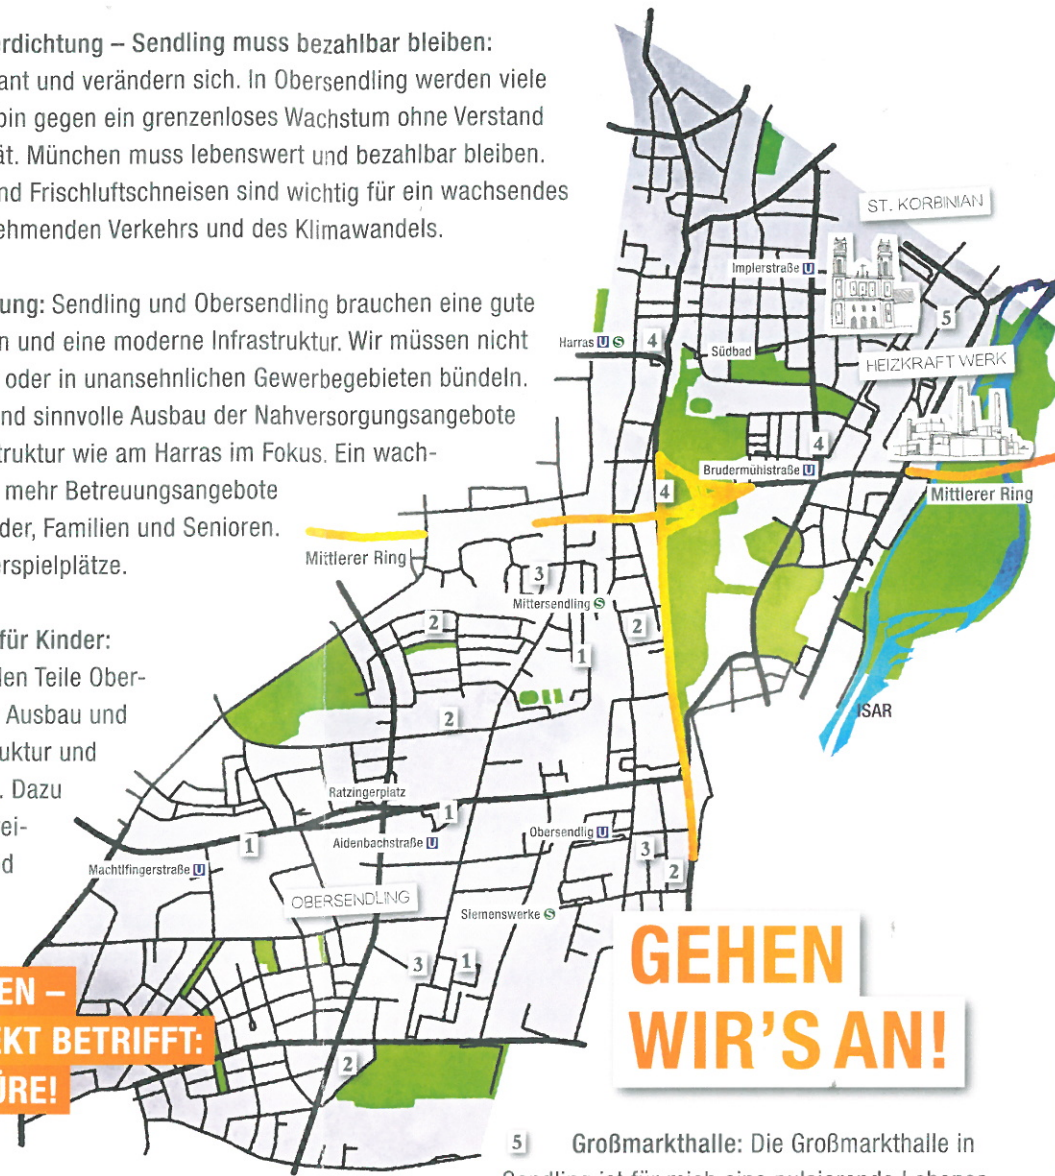 erdichtung – Sendling muss bezahlbar bleiben:
ant und verändern sich. In Obersendling werden viele
bin gegen ein grenzenloses Wachstum ohne Verstand
ät. München muss lebenswert und bezahlbar bleiben.
nd Frischluftschneisen sind wichtig für ein wachsendes
ehmenden Verkehrs und des Klimawandels.
ung: Sendling und Obersendling brauchen eine gute
n und eine moderne Infrastruktur. Wir müssen nicht
oder in unansehnlichen Gewerbegebieten bündeln.
nd sinnvolle Ausbau der Nahversorgungsangebote
truktur wie am Harras im Fokus. Ein wach-
mehr Betreuungsangebote
der, Familien und Senioren.
erspielplätze.
für Kinder:
len Teile Ober-
Ausbau und
uktur und
. Dazu
ei-
d
EN –
EKT BETRIFFT:
ÜRE!
ST. KORBINIAN
Implerstraße U
5
Harras U S
4
Südbad
HEIZKRAFT WERK
4
Brudermühlstraße U
4
Mittlerer Ring
Mittlerer Ring
3
Mittersendling S
2
2
1
ISAR
2
Ratzingerplatz
1
1
Aidenbachstraße U
Obersendlig U
3
2
Machtlfingerstraße U
OBERSENDLING
Siemenswerke S
3
1
2
GEHEN
WIR'S AN!
5 Großmarkthalle: Die Großmarkthalle in